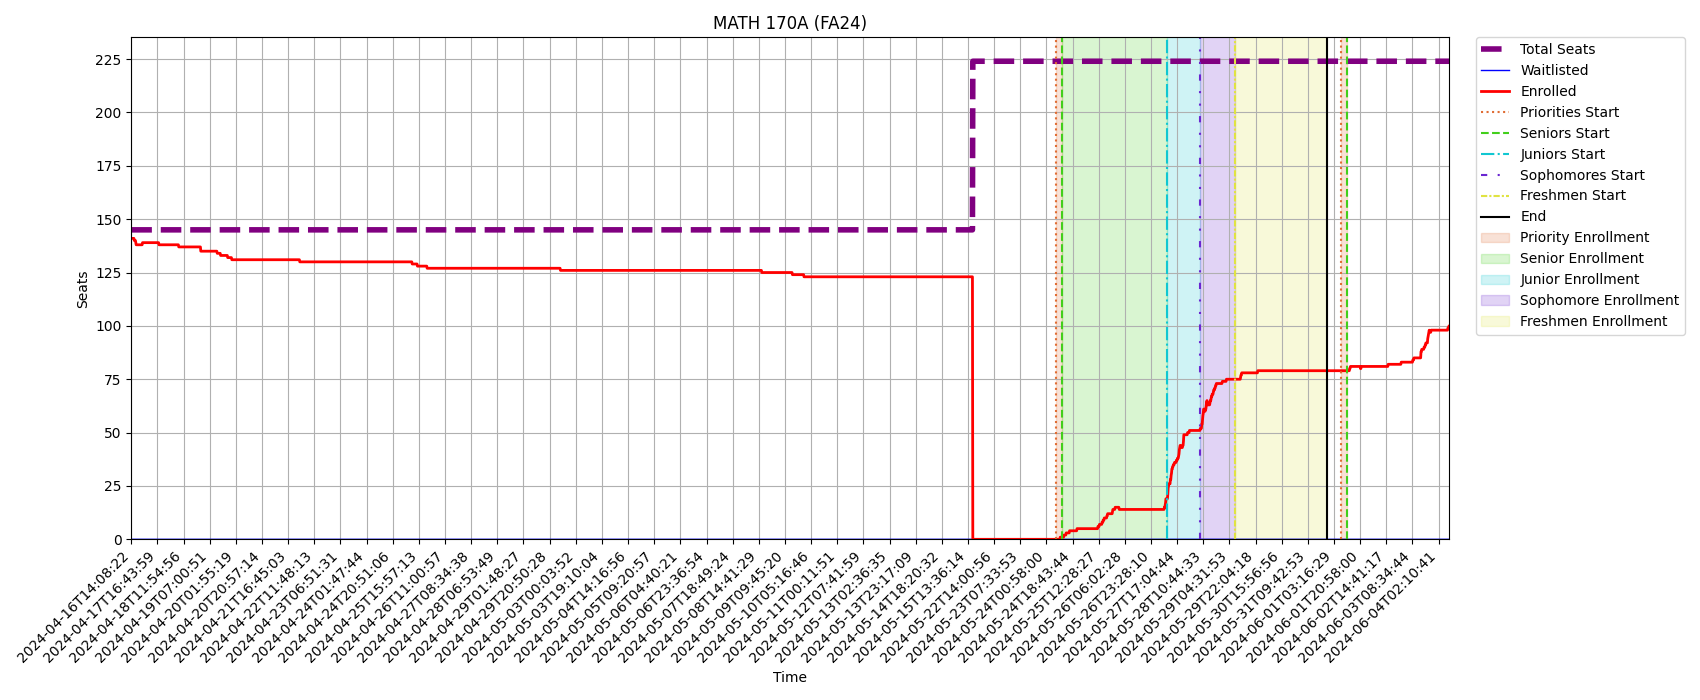 MATH 170A (FA24)
Seats
225
200
175
150
125
100
75
50
25
0
2024-04-16T14:08:22
2024-04-17T16:43:59
2024-04-18T11:54:56
2024-04-19T07:00:51
2024-04-20T01:55:19
2024-04-20T20:57:14
2024-04-21T16:45:03
2024-04-22T11:48:13
2024-04-23T06:51:31
2024-04-24T01:47:44
2024-04-24T20:51:06
2024-04-25T15:57:13
2024-04-26T11:00:57
2024-04-27T08:34:38
2024-04-28T06:53:49
2024-04-29T01:48:27
2024-04-29T20:50:28
2024-05-03T00:03:52
2024-05-03T19:10:04
2024-05-04T14:16:56
2024-05-05T09:20:57
2024-05-06T04:40:21
2024-05-06T23:36:54
2024-05-07T18:49:24
2024-05-08T14:41:29
2024-05-09T09:45:20
2024-05-10T05:16:46
2024-05-11T00:11:51
2024-05-12T07:41:59
2024-05-13T02:36:35
2024-05-13T23:17:09
2024-05-14T18:20:32
2024-05-15T13:36:14
2024-05-22T14:00:56
2024-05-23T07:33:53
2024-05-24T00:58:00
2024-05-24T18:43:44
2024-05-25T12:28:27
2024-05-26T06:02:28
2024-05-26T23:28:10
2024-05-27T17:04:44
2024-05-28T10:44:33
2024-05-29T04:31:53
2024-05-29T22:04:18
2024-05-30T15:56:56
2024-05-31T09:42:53
2024-06-01T03:16:29
2024-06-01T20:58:00
2024-06-02T14:41:17
2024-06-03T08:34:44
2024-06-04T02:10:41
Time
Total Seats
Waitlisted
Enrolled
Priorities Start
Seniors Start
Juniors Start
Sophomores Start
Freshmen Start
End
Priority Enrollment
Senior Enrollment
Junior Enrollment
Sophomore Enrollment
Freshmen Enrollment